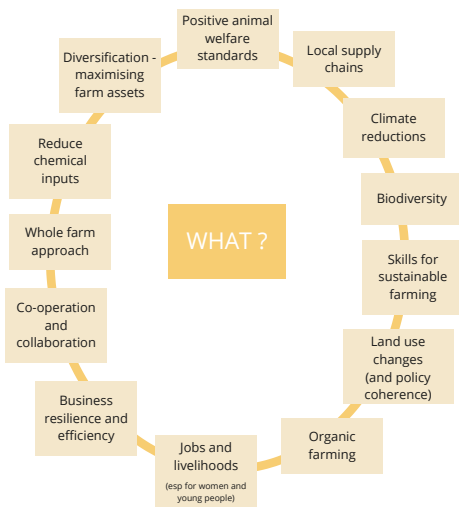 Positive animal
welfare
standards
Local supply
chains
Climate
reductions
Biodiversity
Skills for
sustainable
farming
Land use
changes
(and policy
coherence)
Organic
farming
Jobs and
livelihoods
(esp for women and
young people)
Business
resilience and
efficiency
Co-operation
and
collaboration
Whole farm
approach
Reduce
chemical
inputs
Diversification -
maximising
farm assets
WHAT ?